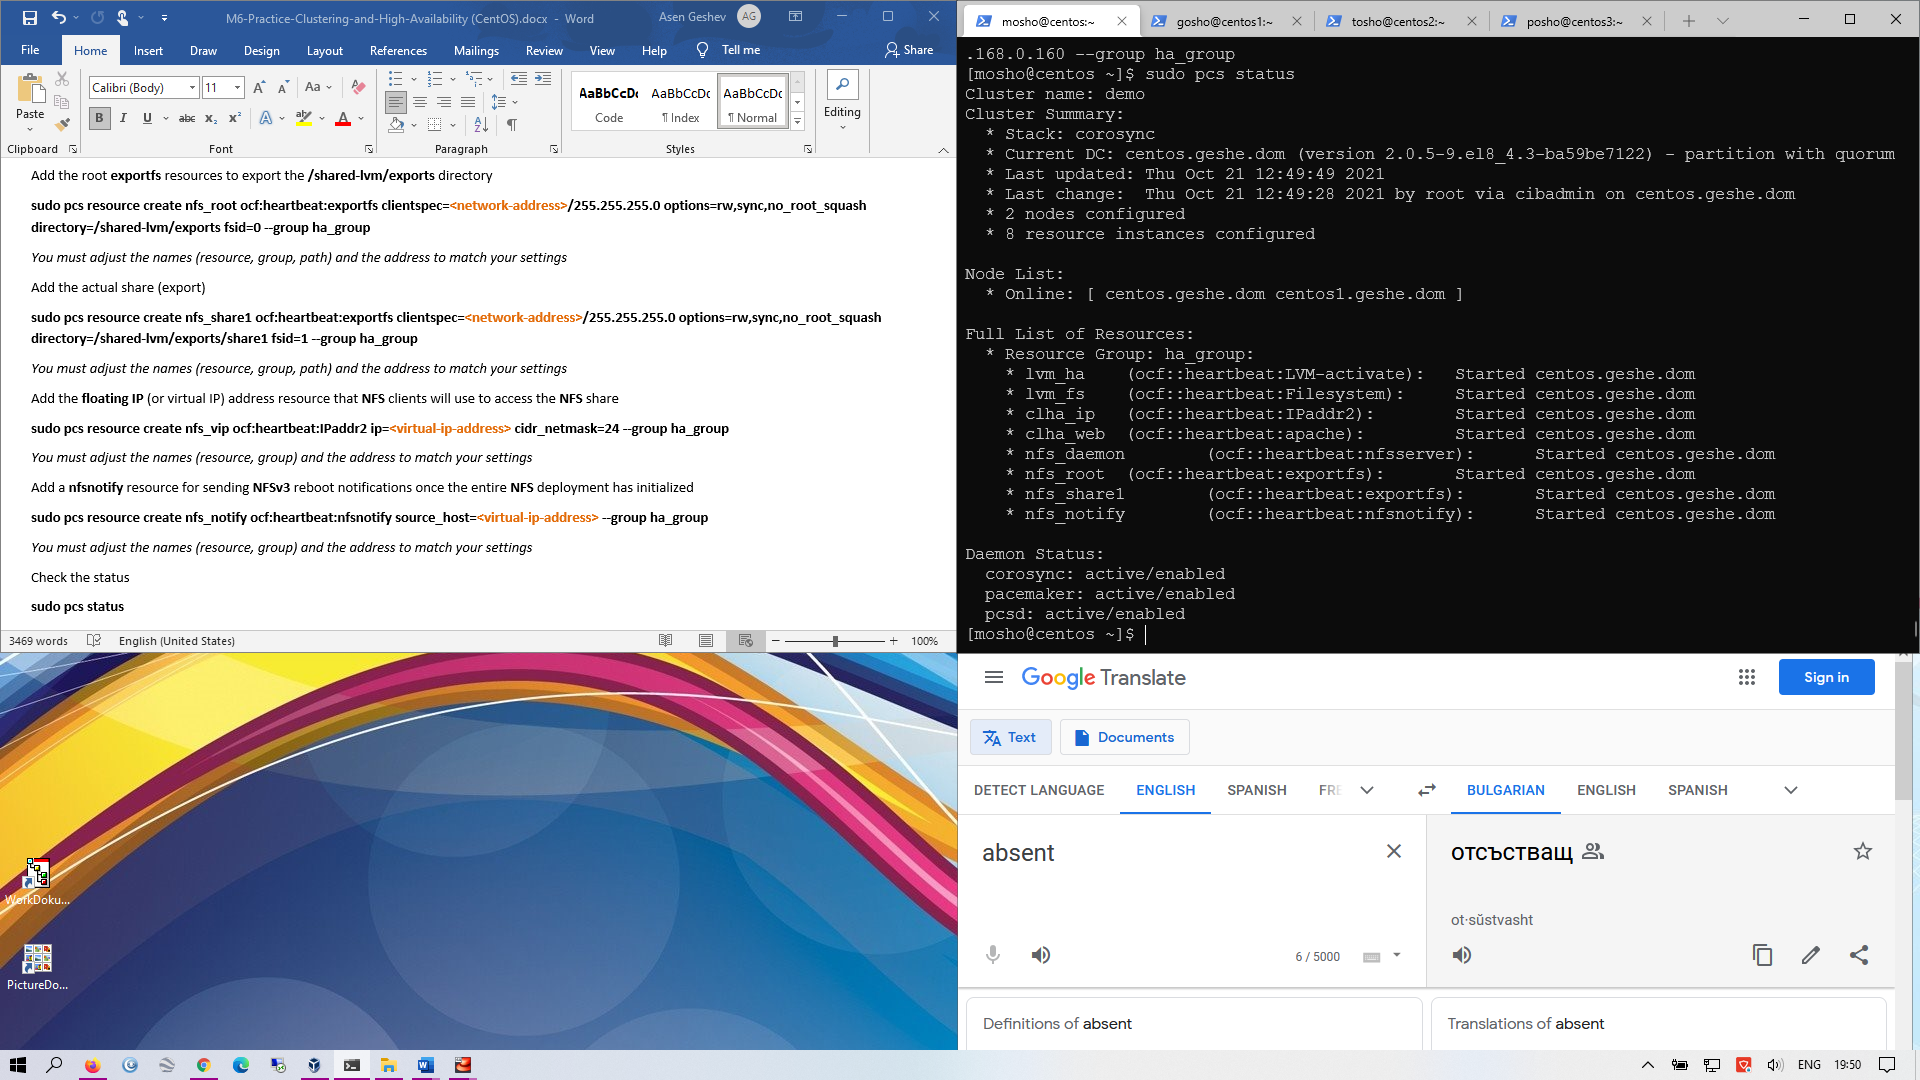 M6-Practice-Clustering-and-High-Availability (CentOS).docx - Word
Asen Geshev
AG
File
Home
Insert
Draw
Design
Layout
References
Mailings
Review
View
Help
Tell me
Share
Paste
Calibri (Body)
11
Aa
B I U abc x₂ x²
A
A
AaBbCcDc
AaBbCcDc
AaBbCcDc
Code
¶ Index
¶ Normal
Editing
Clipboard
Font
Paragraph
Styles
Add the root exportfs resources to export the /shared-lvm/exports directory
sudo pcs resource create nfs_root ocf:heartbeat:exportfs clientspec=<network-address>/255.255.255.0 options=rw,sync,no_root_squash
directory=/shared-lvm/exports fsid=0 --group ha_group
You must adjust the names (resource, group, path) and the address to match your settings
Add the actual share (export)
sudo pcs resource create nfs_share1 ocf:heartbeat:exportfs clientspec=<network-address>/255.255.255.0 options=rw,sync,no_root_squash
directory=/shared-lvm/exports/share1 fsid=1 --group ha_group
You must adjust the names (resource, group, path) and the address to match your settings
Add the floating IP (or virtual IP) address resource that NFS clients will use to access the NFS share
sudo pcs resource create nfs_vip ocf:heartbeat:IPaddr2 ip=<virtual-ip-address> cidr_netmask=24 --group ha_group
You must adjust the names (resource, group) and the address to match your settings
Add a nfsnotify resource for sending NFSv3 reboot notifications once the entire NFS deployment has initialized
sudo pcs resource create nfs_notify ocf:heartbeat:nfsnotify source_host=<virtual-ip-address> --group ha_group
You must adjust the names (resource, group) and the address to match your settings
Check the status
sudo pcs status
3469 words
English (United States)
100%
mosho@centos:~
gosho@centos1:~
tosho@centos2:~
posho@centos3:~
.168.0.160 --group ha_group
[mosho@centos ~]$ sudo pcs status
Cluster name: demo
Cluster Summary:
* Stack: corosync
* Current DC: centos.geshe.dom (version 2.0.5-9.el8_4.3-ba59be7122) - partition with quorum
* Last updated: Thu Oct 21 12:49:49 2021
* Last change:  Thu Oct 21 12:49:28 2021 by root via cibadmin on centos.geshe.dom
* 2 nodes configured
* 8 resource instances configured
Node List:
* Online: [ centos.geshe.dom centos1.geshe.dom ]
Full List of Resources:
* Resource Group: ha_group:
* lvm_ha (ocf::heartbeat:LVM-activate): Started centos.geshe.dom
* lvm_fs (ocf::heartbeat:Filesystem): Started centos.geshe.dom
* clha_ip (ocf::heartbeat:IPaddr2): Started centos.geshe.dom
* clha_web (ocf::heartbeat:apache): Started centos.geshe.dom
* nfs_daemon (ocf::heartbeat:nfsserver): Started centos.geshe.dom
* nfs_root (ocf::heartbeat:exportfs): Started centos.geshe.dom
* nfs_share1 (ocf::heartbeat:exportfs): Started centos.geshe.dom
* nfs_notify (ocf::heartbeat:nfsnotify): Started centos.geshe.dom
Daemon Status:
corosync: active/enabled
pacemaker: active/enabled
pcsd: active/enabled
[mosho@centos ~]$
Google Translate
Sign in
Text
Documents
DETECT LANGUAGE
ENGLISH
SPANISH
FRE
BULGARIAN
ENGLISH
SPANISH
absent
отсъстващ
ot·sŭstvasht
6 / 5000
Definitions of absent
Translations of absent
WorkDoku...
PictureDo...
ENG
19:50